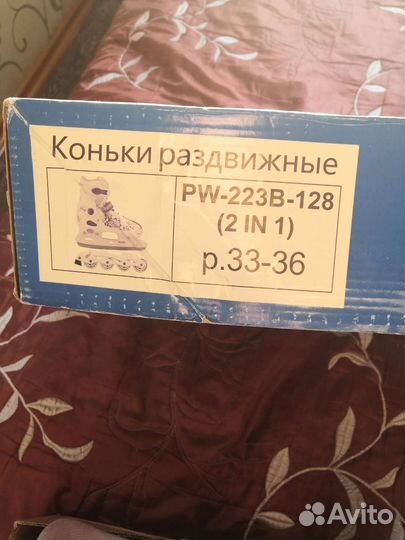 Коньки раздвижные
PW-223B-128
(2 IN 1)
р.33-36
Avito